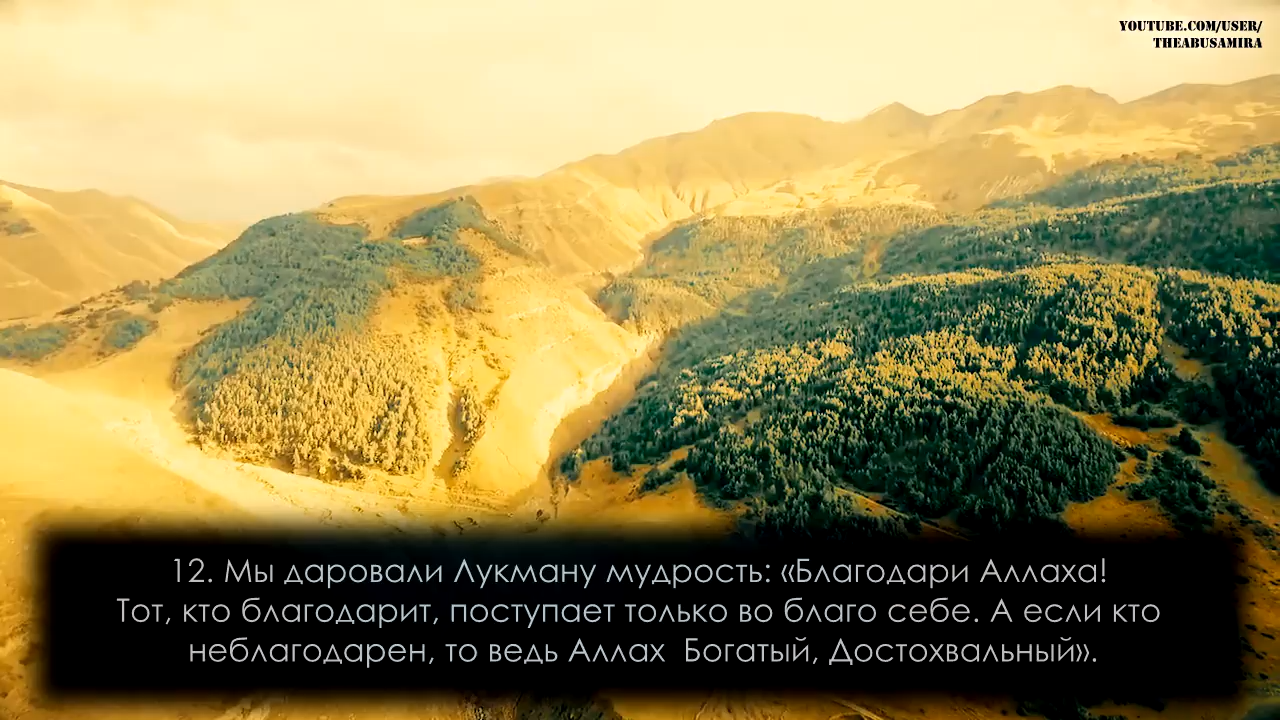 YOUTUBE.COM/USER/
THEABUSAMIRA
12. Мы даровали Лукману мудрость: «Благодари Аллаха!
Тот, кто благодарит, поступает только во благо себе. А если кто
неблагодарен, то ведь Аллах  Богатый, Достохвальный».